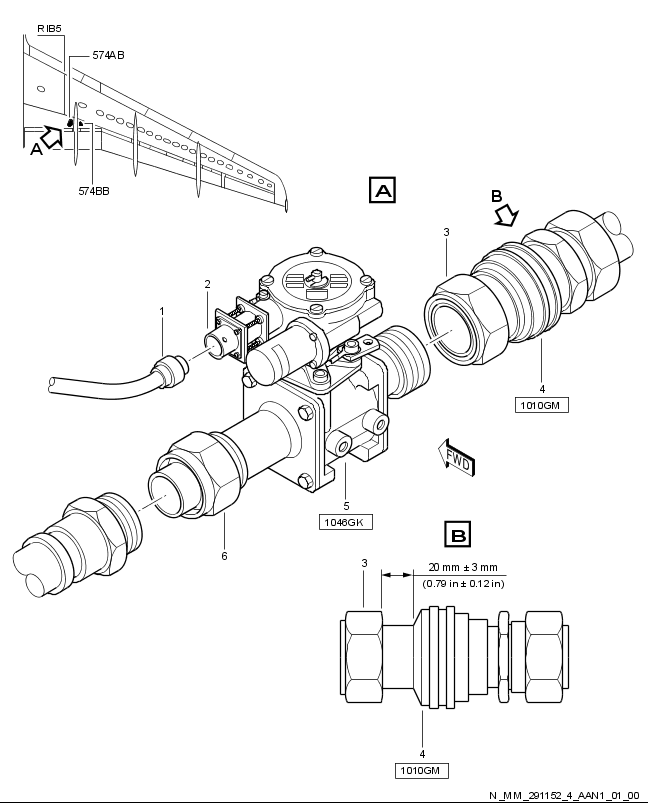 RIB5
574AB
A
574BB
A
B
3
2
1
4
1010GM
FWD
5
1046GK
6
B
3
20 mm ± 3 mm
(0.79 in ± 0.12 in)
4
1010GM
N_MM_291152_4_AAN1_01_00